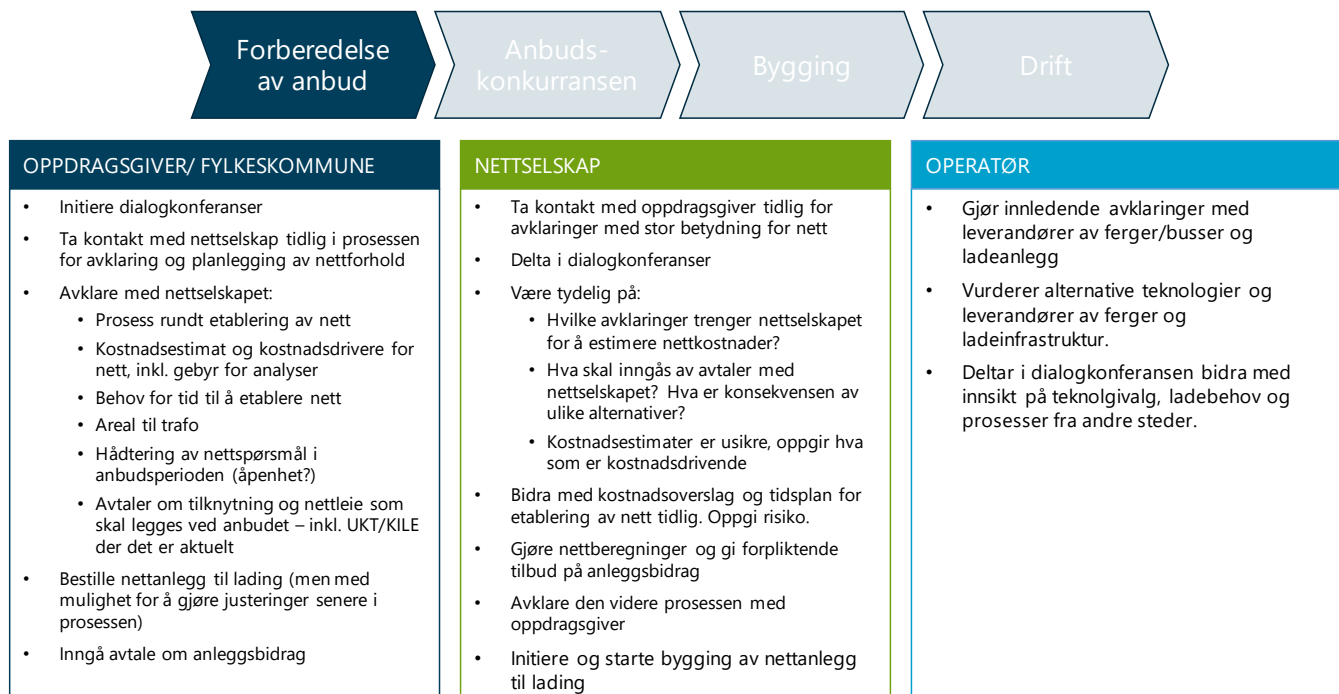 Forberedelse
av anbud
Anbuds-
konkurransen
Bygging
Drift
OPPDRAGSGIVER/ FYLKESKOMMUNE
• Initiere dialogkonferanser
• Ta kontakt med nettselskap tidlig i prosessen
for avklaring og planlegging av nettforhold
• Avklare med nettselskapet:
• Prosess rundt etablering av nett
• Kostnadsestimat og kostnadsdrivere for
nett, inkl. gebyr for analyser
• Behov for tid til å etablere nett
• Areal til trafo
• Hådtering av nettspørsmål i
anbudsperioden (åpenhet?)
• Avtaler om tilknytning og nettleie som
skal legges ved anbudet – inkl. UKT/KILE
der det er aktuelt
• Bestille nettanlegg til lading (men med
mulighet for å gjøre justeringer senere i
prosessen)
• Inngå avtale om anleggsbidrag
NETTSELSKAP
• Ta kontakt med oppdragsgiver tidlig for
avklaringer med stor betydning for nett
• Delta i dialogkonferanser
• Være tydelig på:
• Hvilke avklaringer trenger nettselskapet
for å estimere nettkostnader?
• Hva skal inngås av avtaler med
nettselskapet? Hva er konsekvensen av
ulike alternativer?
• Kostnadsestimater er usikre, oppgir hva
som er kostnadsdrivende
• Bidra med kostnadsoverslag og tidsplan for
etablering av nett tidlig. Oppgi risiko.
• Gjøre nettberegninger og gi forpliktende
tilbud på anleggsbidrag
• Avklare den videre prosessen med
oppdragsgiver
• Initiere og starte bygging av nettanlegg
til lading
OPERATØR
• Gjør innledende avklaringer med
leverandører av ferger/busser og
ladeanlegg
• Vurderer alternative teknologier og
leverandører av ferger og
ladeinfrastruktur.
• Deltar i dialogkonferansen bidra med
innsikt på teknolgivalg, ladebehov og
prosesser fra andre steder.